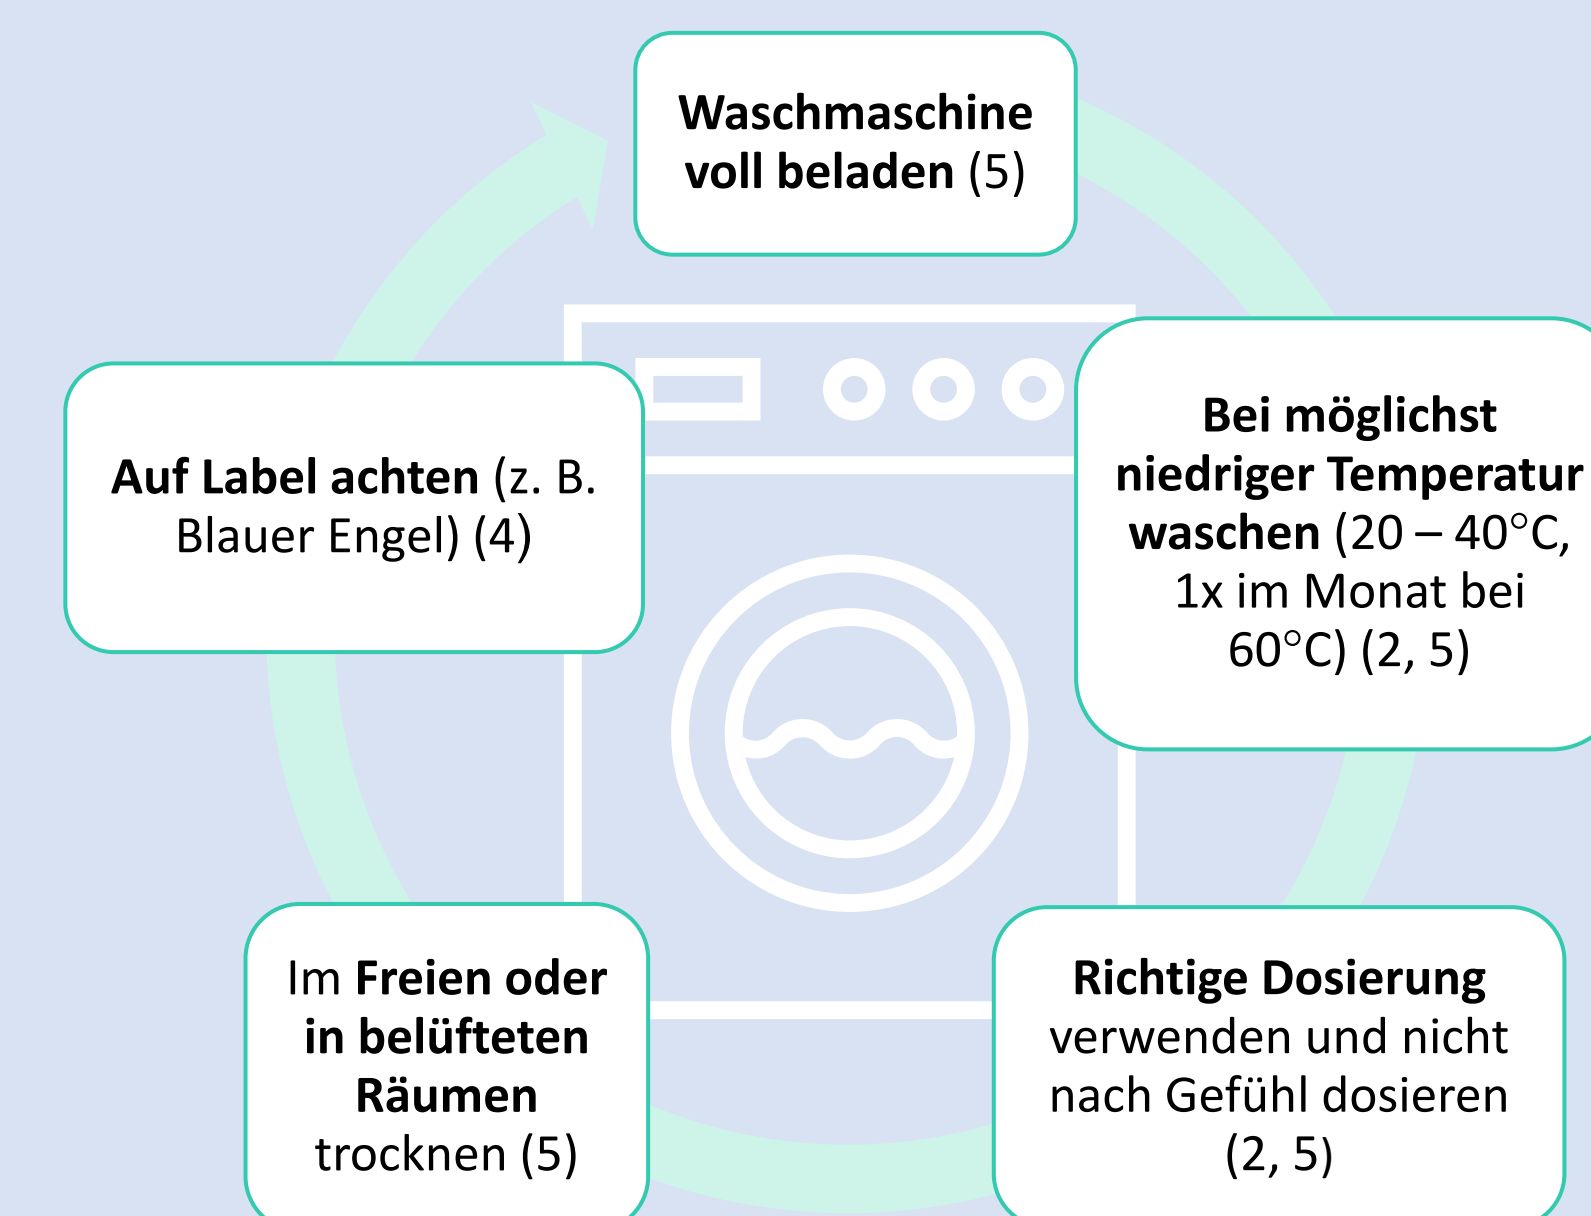 Waschmaschine
voll beladen (5)
Bei möglichst
niedriger Temperatur
waschen (20 – 40°C,
1x im Monat bei
60°C) (2, 5)
Richtige Dosierung
verwenden und nicht
nach Gefühl dosieren
(2, 5)
Im Freien oder
in belüfteten
Räumen
trocknen (5)
Auf Label achten (z. B.
Blauer Engel) (4)